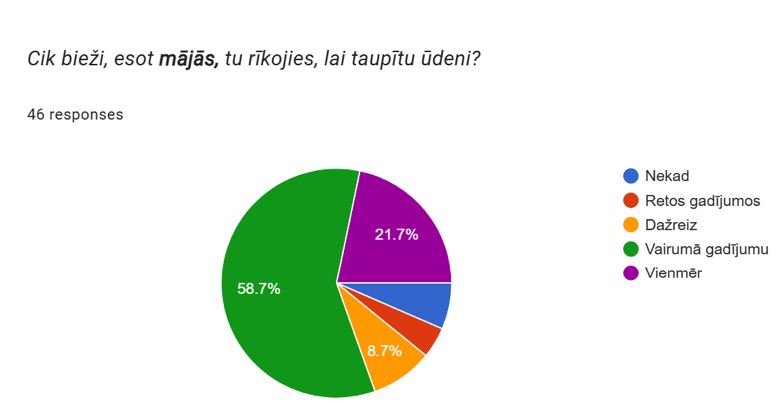 Cik bieži, esot mājās, tu rīkojies, lai taupītu ūdeni?
46 responses
Nekad
Retos gadījumos
Dažreiz
Vairumā gadījumu
Vienmēr
21.7%
58.7%
8.7%